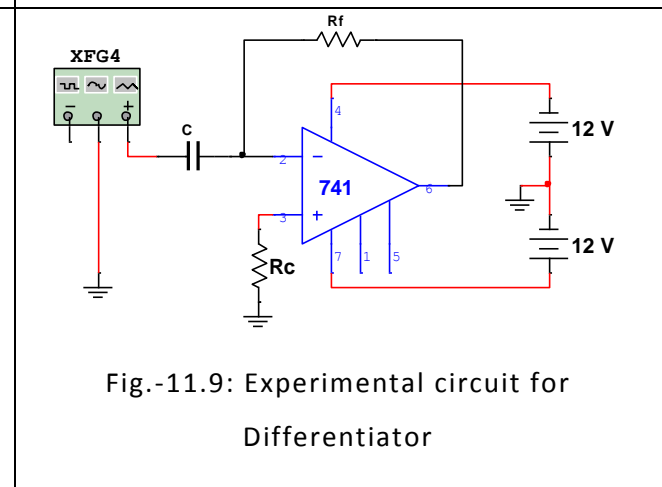 Rf
XFG4
C
4
12 V
2
741
6
3
Rc
7
1
5
12 V
Fig.-11.9: Experimental circuit for
Differentiator